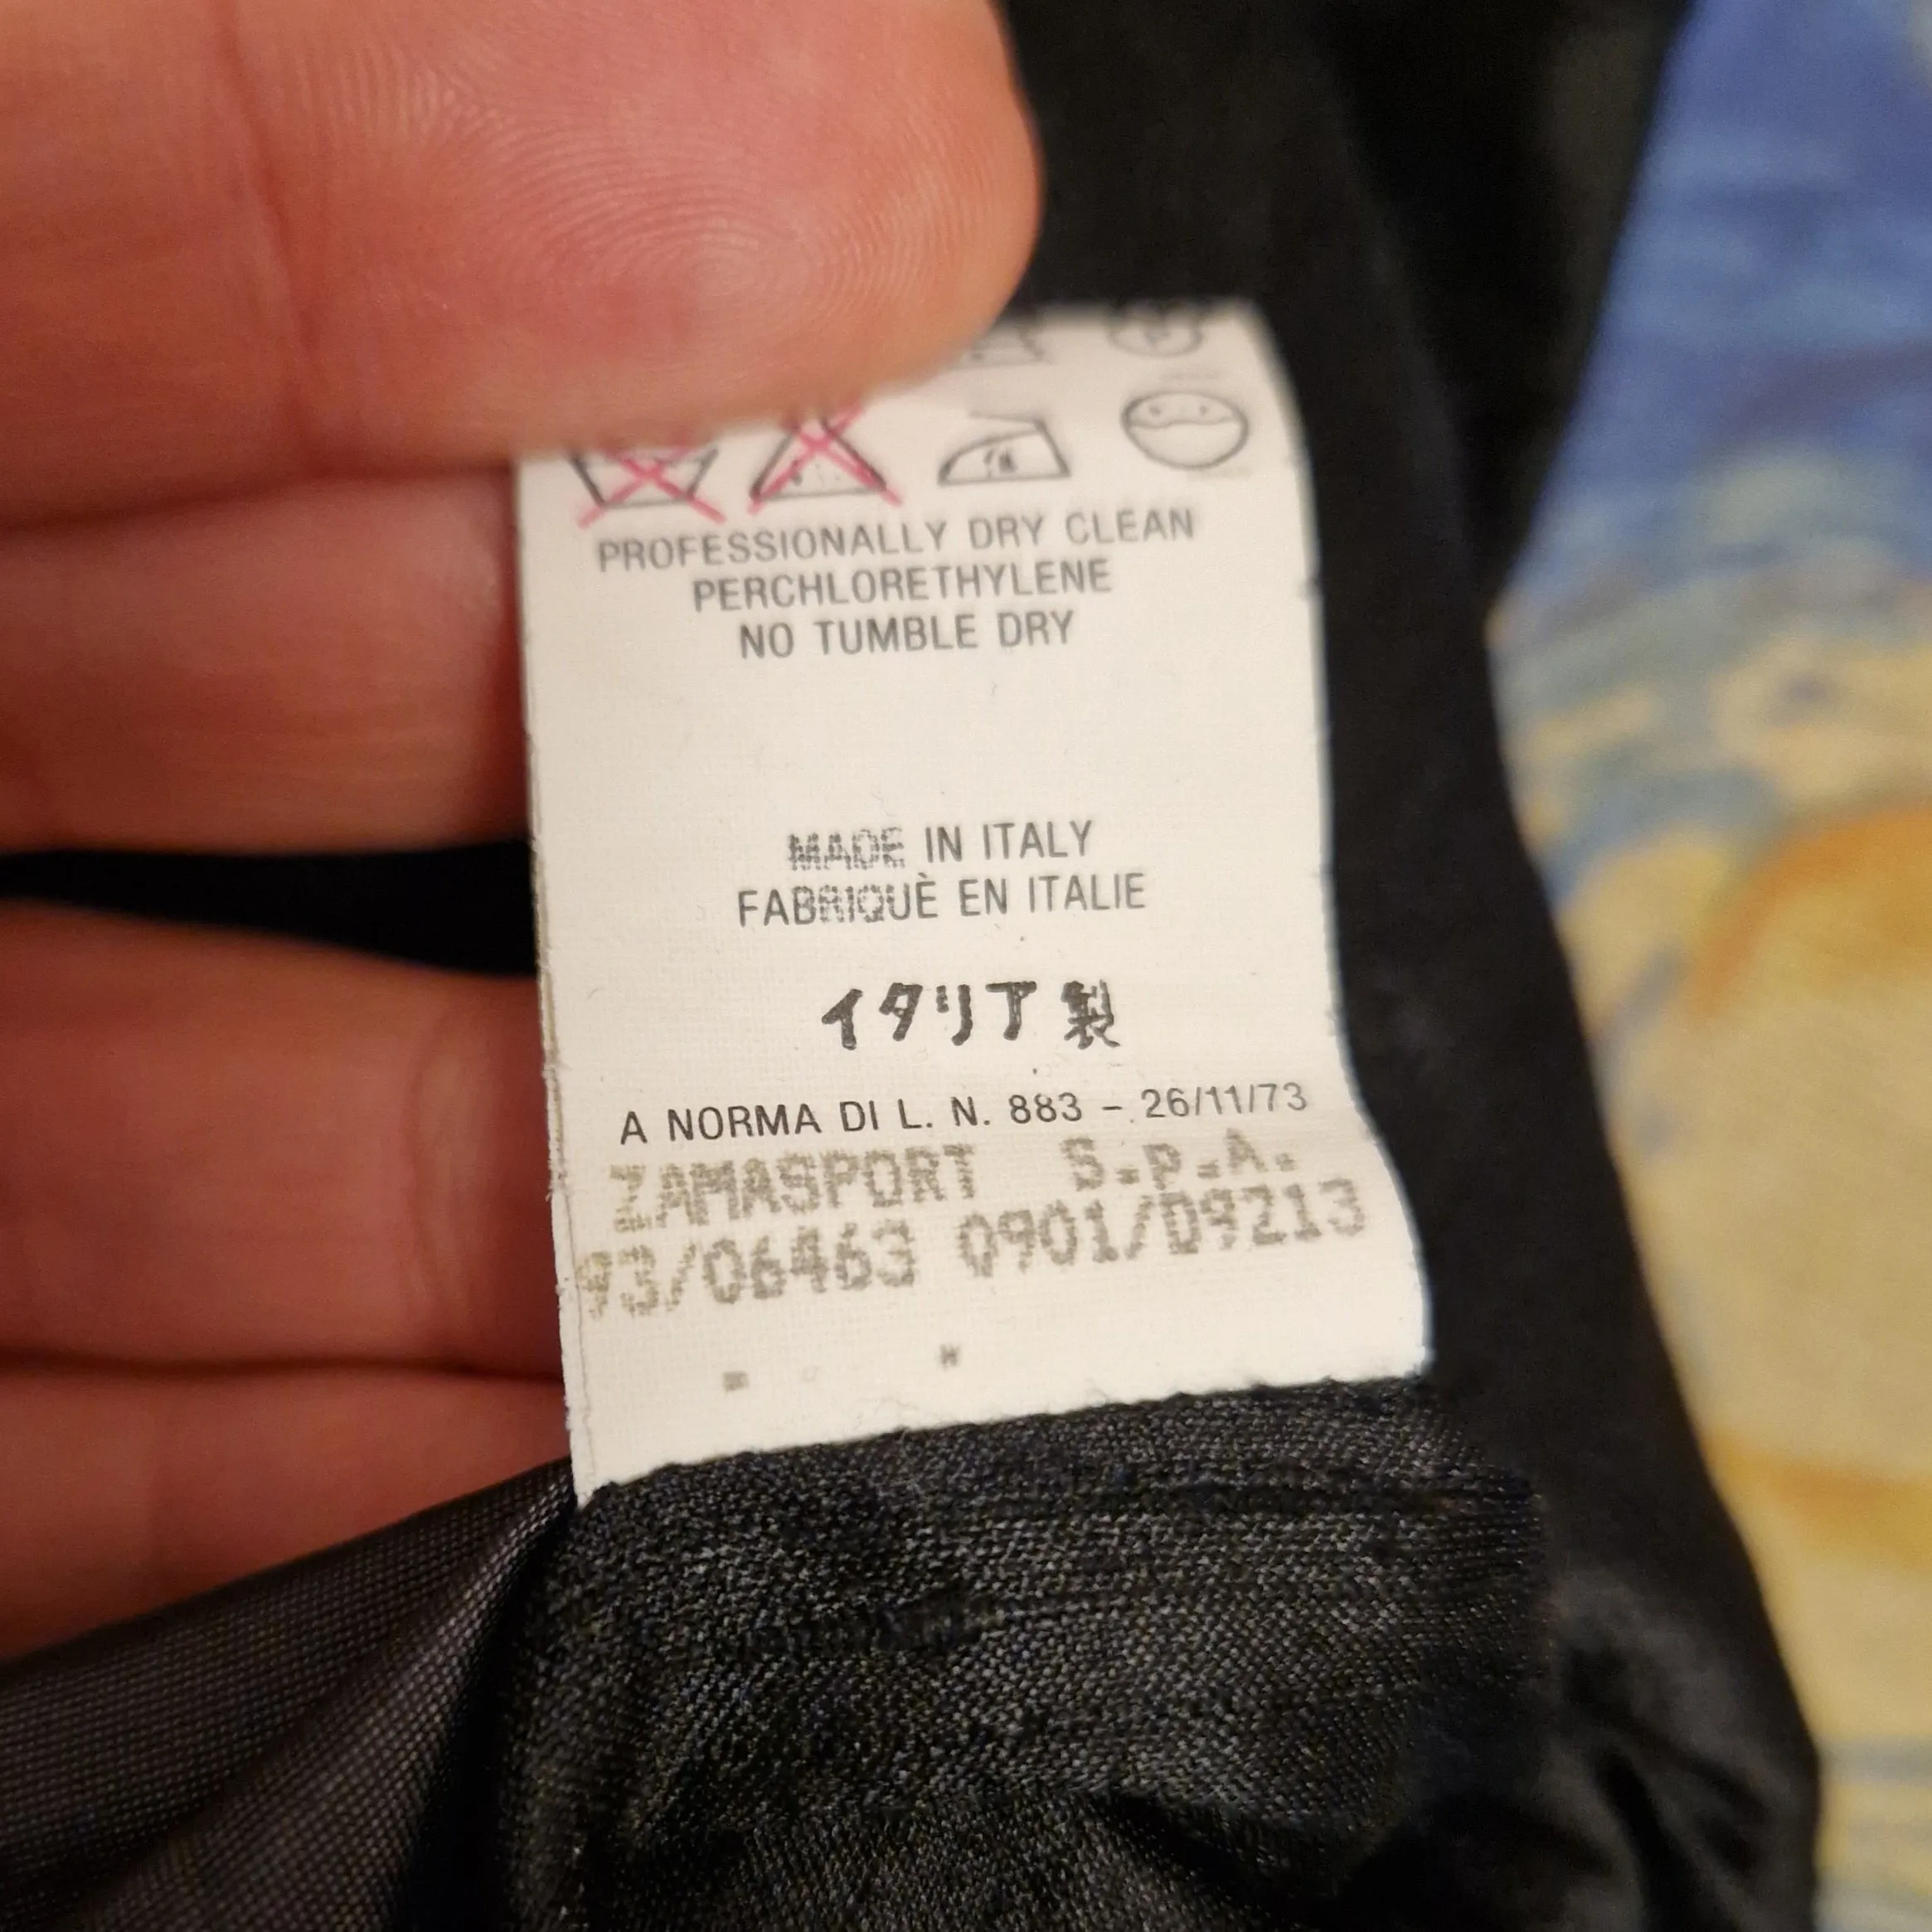 PROFESSIONALLY DRY CLEAN
PERCHLORETHYLENE
NO TUMBLE DRY
MADE IN ITALY
FABRIQUÈ EN ITALIE
イタリア製
A NORMA DI L. N. 883 - 26/11/73
ZAMASPORT S.P.A.
93/06463 0901/D9213